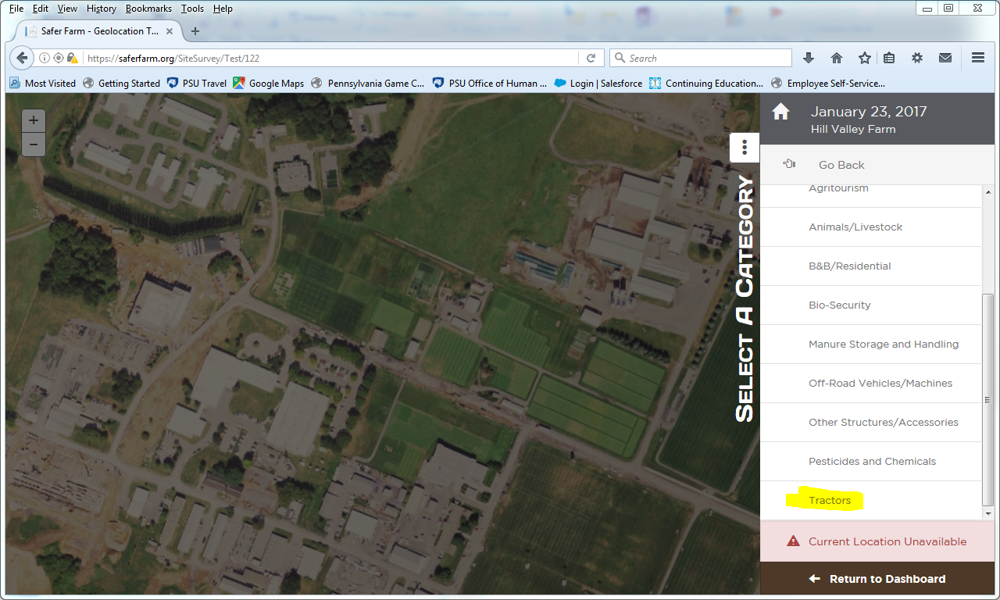 File Edit View History Bookmarks Tools Help
Safer Farm - Geolocation T...
https://saferfarm.org/SiteSurvey/Test/122
Search
Most Visited Getting Started PSU Travel Google Maps Pennsylvania Game C... PSU Office of Human ... Login | Salesforce Continuing Education... Employee Self-Service...
+
−
SELECT A CATEGORY
January 23, 2017
Hill Valley Farm
Go Back
Agritourism
Animals/Livestock
B&B/Residential
Bio-Security
Manure Storage and Handling
Off-Road Vehicles/Machines
Other Structures/Accessories
Pesticides and Chemicals
Tractors
Current Location Unavailable
Return to Dashboard